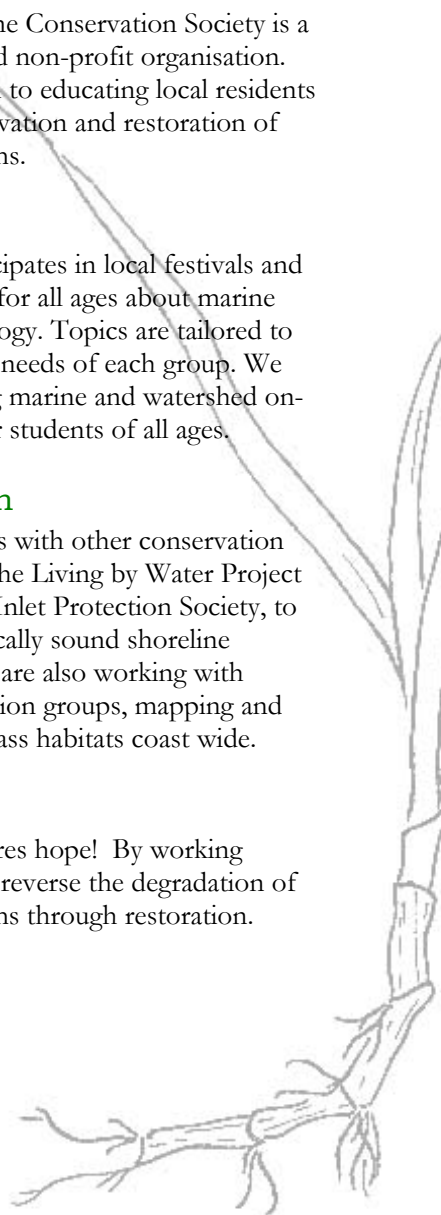 ne Conservation Society is a
d non-profit organisation.
to educating local residents
vation and restoration of
ns.
cipates in local festivals and
for all ages about marine
ogy. Topics are tailored to
needs of each group. We
g marine and watershed on-
r students of all ages.
n
s with other conservation
he Living by Water Project
Inlet Protection Society, to
cally sound shoreline
are also working with
ion groups, mapping and
ass habitats coast wide.
res hope!  By working
reverse the degradation of
ns through restoration.